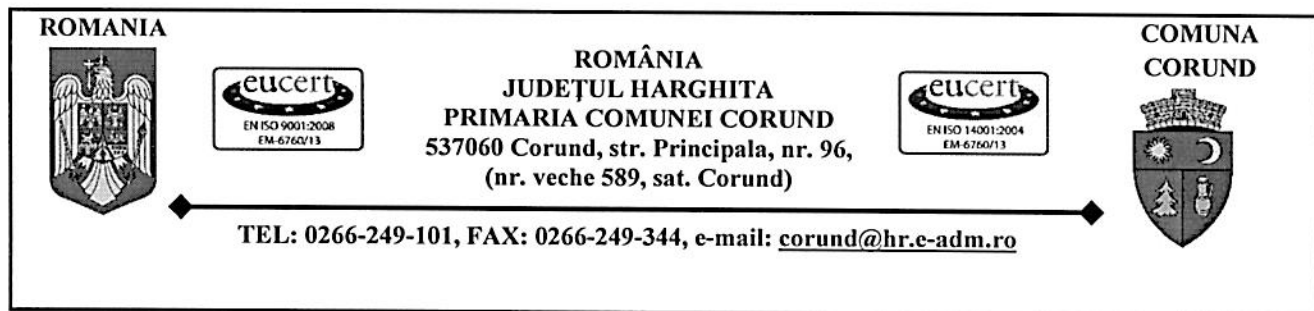 ROMANIA
eucert
EN ISO 9001:2008
EM-6760/13
ROMÂNIA
JUDEŢUL HARGHITA
PRIMARIA COMUNEI CORUND
537060 Corund, str. Principala, nr. 96,
(nr. veche 589, sat. Corund)
eucert
EN ISO 14001:2004
EM-6760/13
COMUNA
CORUND
TEL: 0266-249-101, FAX: 0266-249-344, e-mail: corund@hr.e-adm.ro